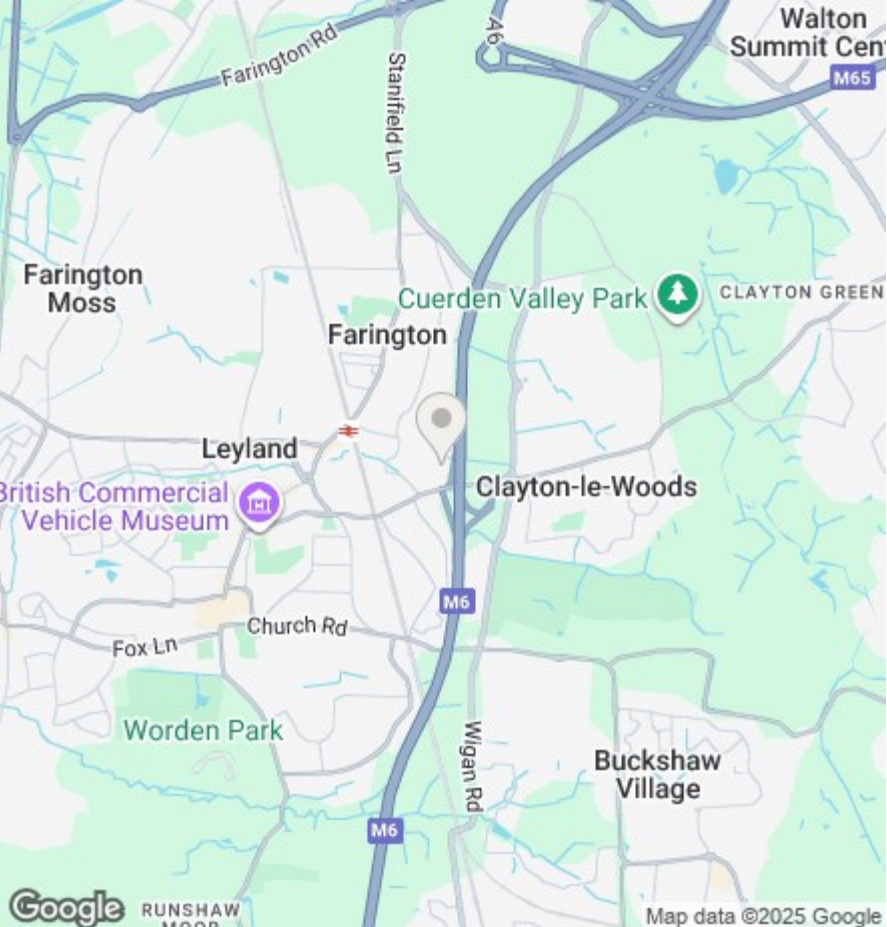 Walton
Summit Cent
M65
A6
Farington Rd
Stanifield Ln
Farington
Moss
Cuerden Valley Park
CLAYTON GREEN
Farington
Leyland
British Commercial
Vehicle Museum
Clayton-le-Woods
M6
Church Rd
Fox Ln
Worden Park
Wigan Rd
Buckshaw
Village
M6
Google
RUNSHAW
MOOR
Map data ©2025 Google